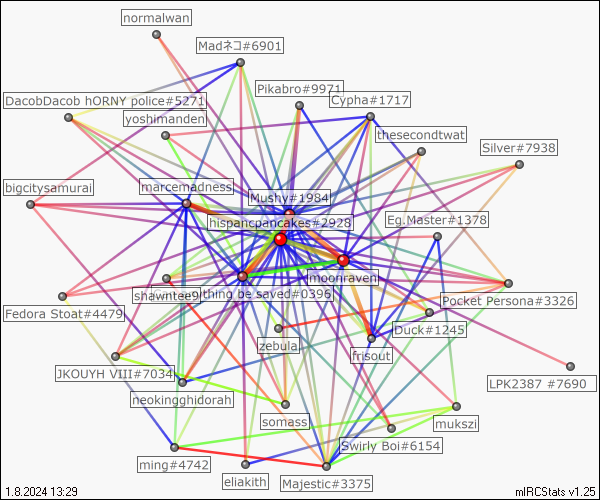 normalwan
Madネコ#6901
Pikabro#9971
DacobDacob hORNY police#5271
Cypha#1717
yoshimanden
thesecondtwat
Silver#7938
bigcitysamurai
marcemadness
Mushy#1984
hispancpancakes#2928
Eg.Master#1378
moonraven
shawntee9
thing be saved#0396
Pocket Persona#3326
Fedora Stoat#4479
Duck#1245
zebula
frisout
JKOUYH VIII#7034
LPK2387 #7690
neokingghidorah
somass
mukszi
Swirly Boi#6154
ming#4742
eliakith
Majestic#3375
1.8.2024 13:29
mIRCStats v1.25